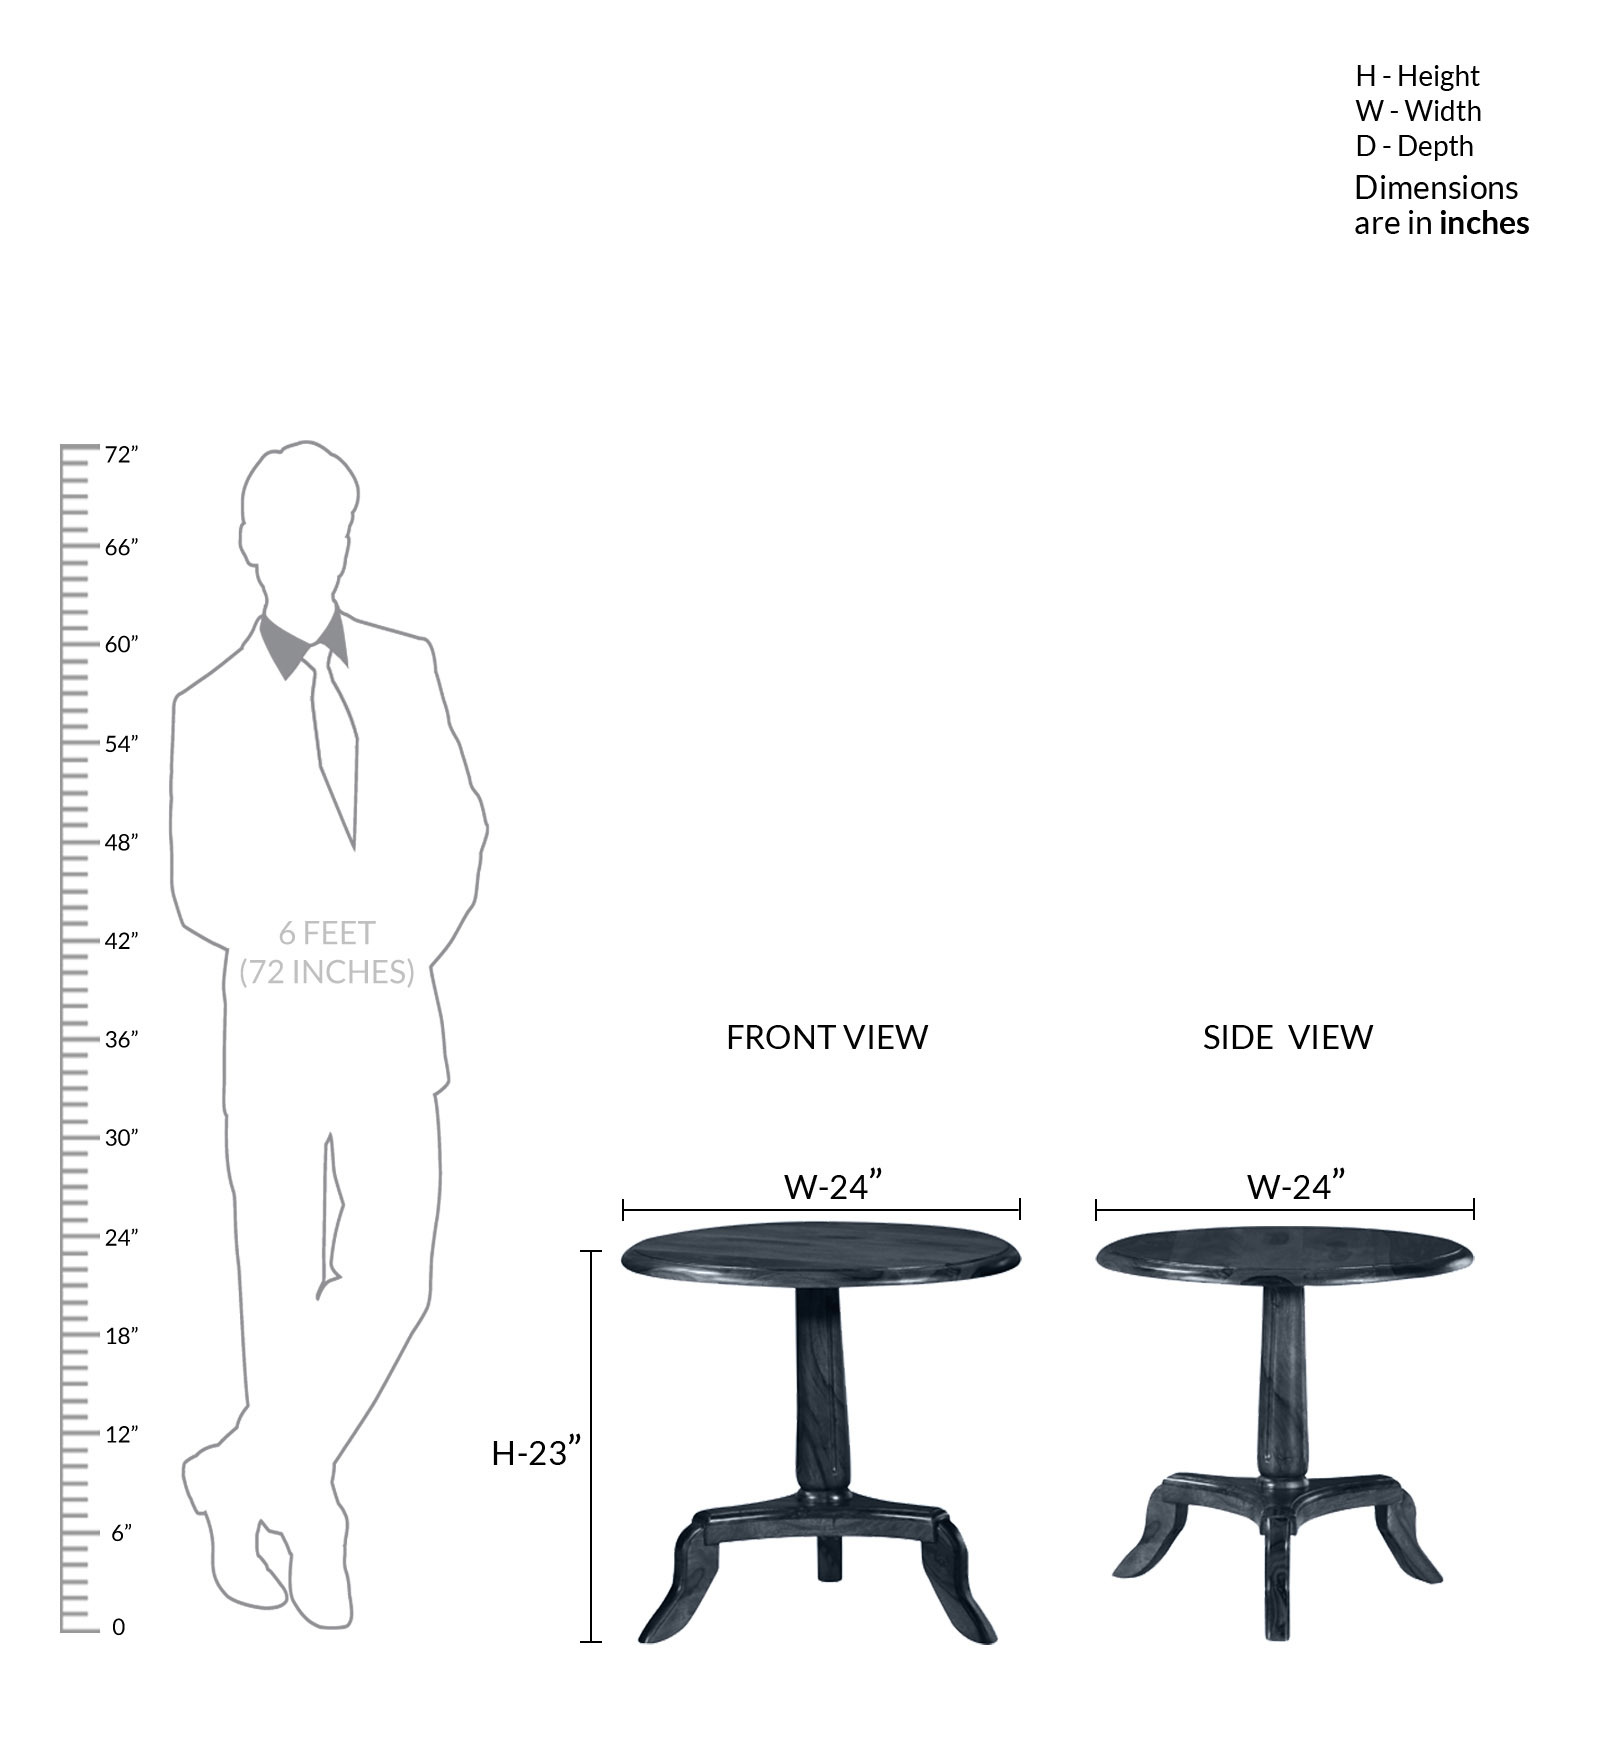 H - Height
W - Width
D - Depth
Dimensions
are in inches
72”
66”
60”
54”
48”
42”
36”
30”
24”
18”
12”
6”
0
6 FEET
(72 INCHES)
FRONT VIEW
SIDE VIEW
W-24”
W-24”
H-23”